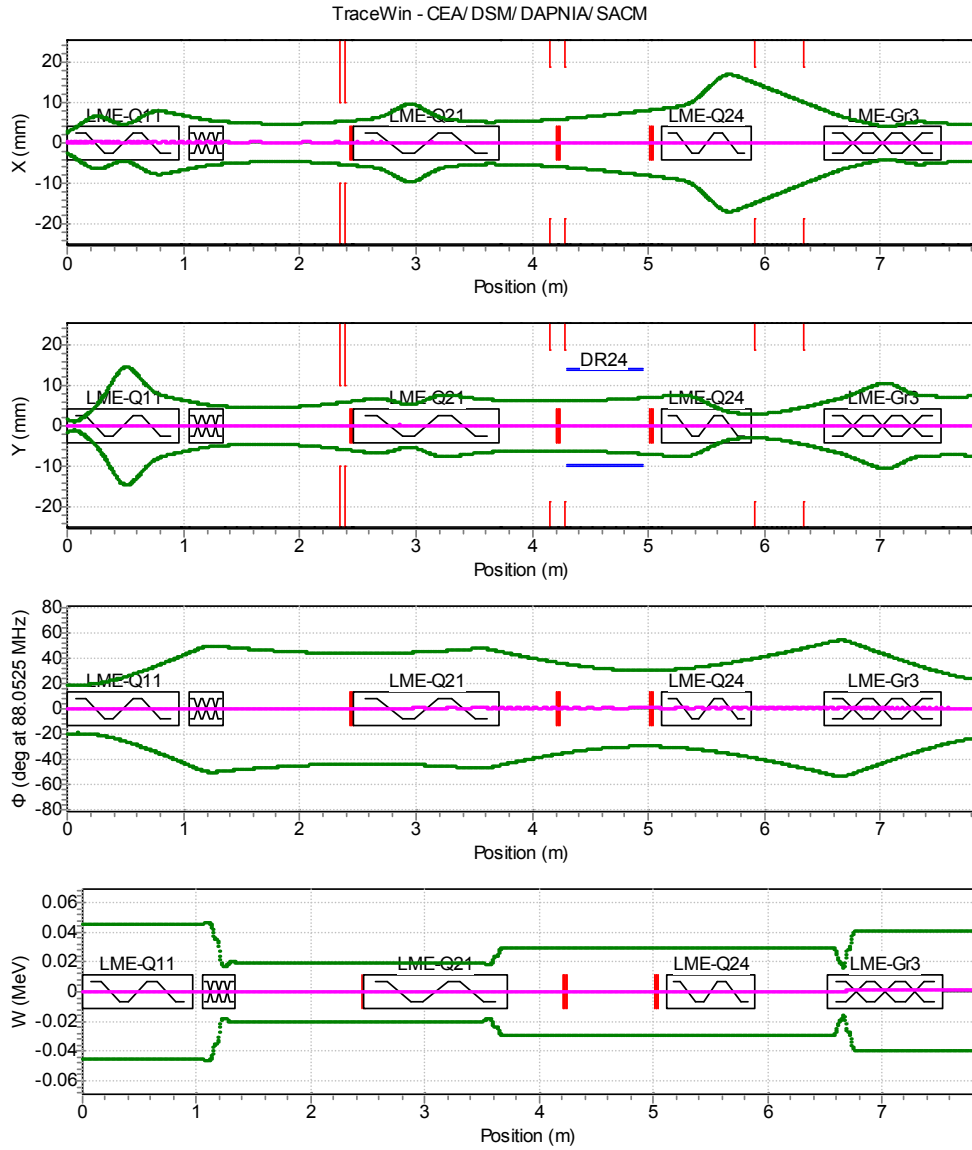 TraceWin - CEA/ DSM/ DAPNIA/ SACM
20
10
0
-10
-20
X (mm)
LME-Q11
LME-Q21
LME-Q24
LME-Gr3
0 1 2 3 4 5 6 7
Position (m)
20
10
0
-10
-20
Y (mm)
DR24
LME-Q11
LME-Q21
LME-Q24
LME-Gr3
0 1 2 3 4 5 6 7
Position (m)
80
60
40
20
0
-20
-40
-60
-80
Φ (deg at 88.0525 MHz)
LME-Q11
LME-Q21
LME-Q24
LME-Gr3
0 1 2 3 4 5 6 7
Position (m)
0.06
0.04
0.02
0
-0.02
-0.04
-0.06
W (MeV)
LME-Q11
LME-Q21
LME-Q24
LME-Gr3
0 1 2 3 4 5 6 7
Position (m)